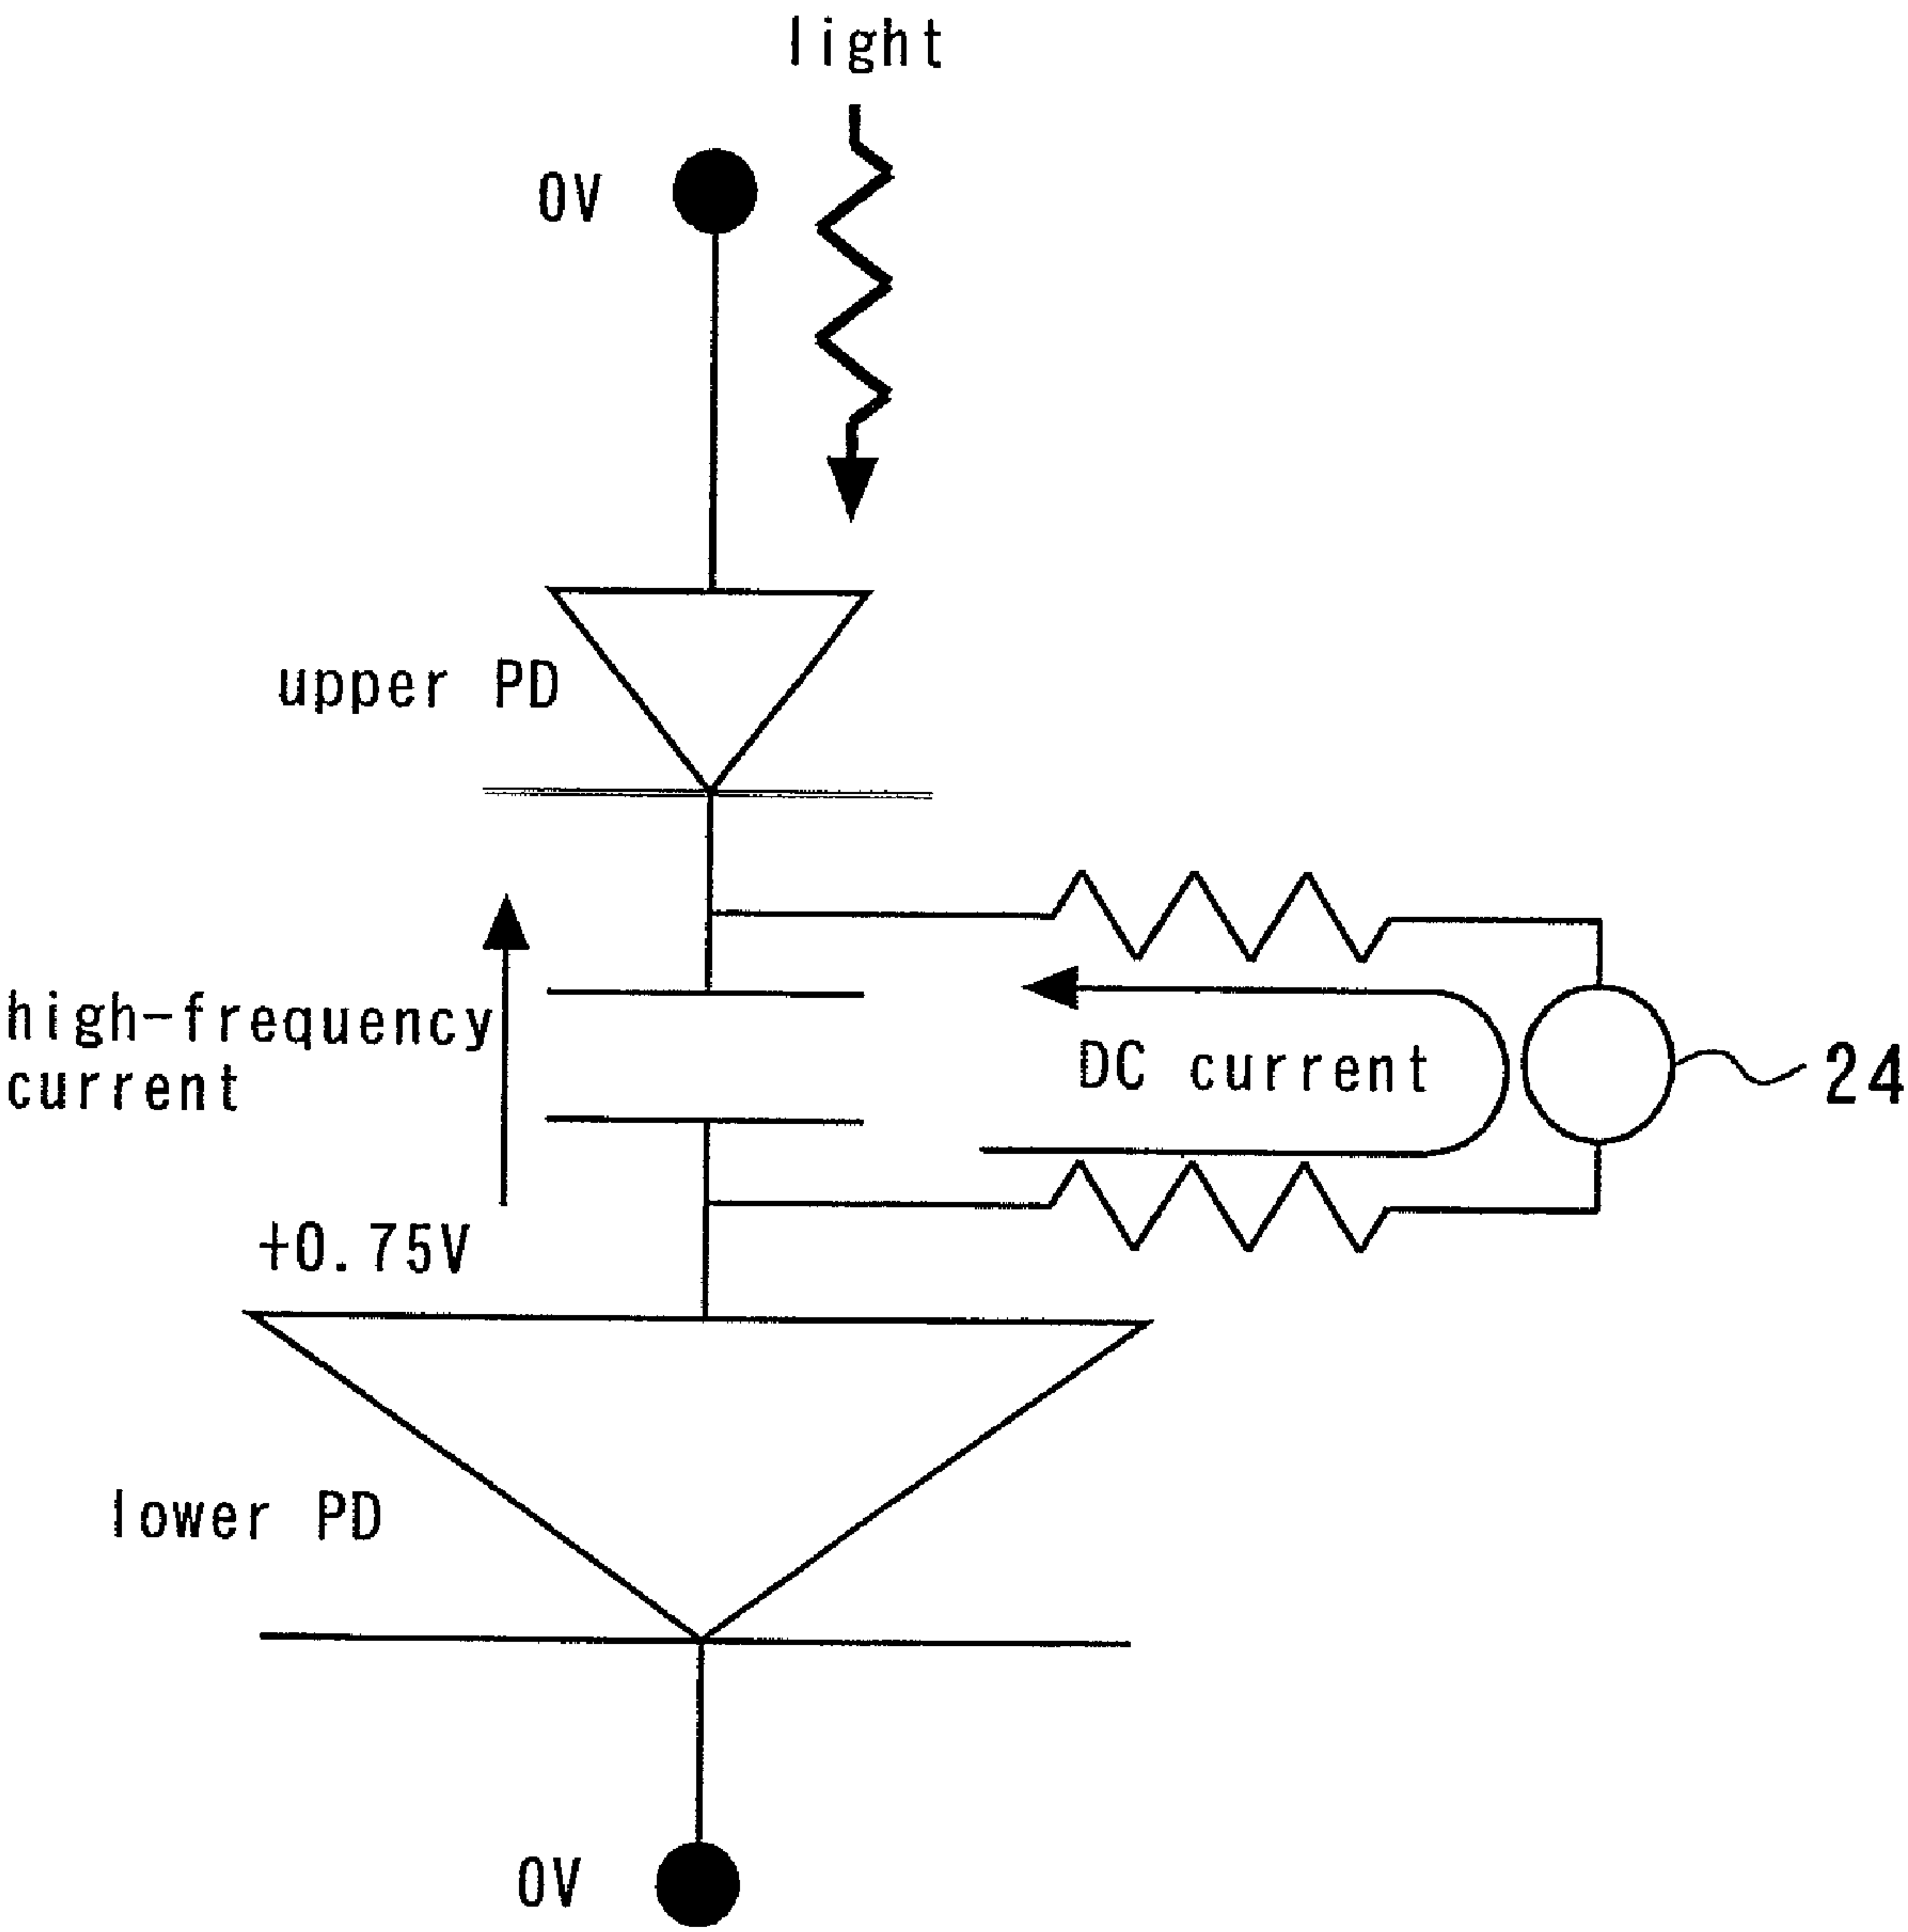 light
0V
upper PD
high-frequency
current
DC current
24
+0.75V
lower PD
0V